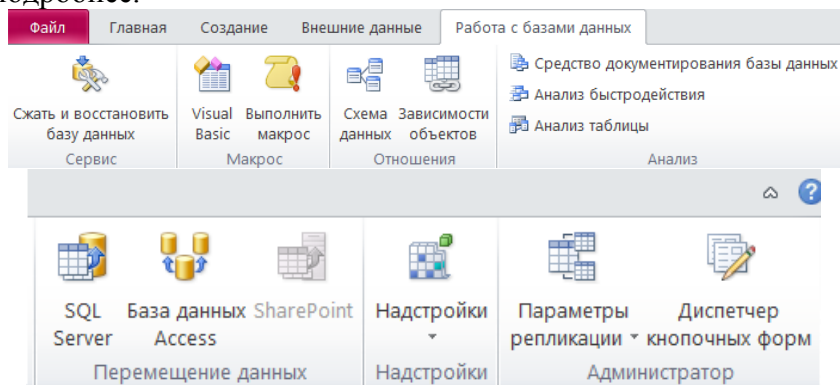 подробнее.
Файл Главная Создание Внешние данные Работа с базами данных
Сжать и восстановить
базу данных
Visual
Basic
Выполнить
макрос
Схема
данных
Зависимости
объектов
Средство документирования базы данных
Анализ быстродействия
Анализ таблицы
Сервис Макрос Отношения Анализ
SQL
Server
База данных
Access
SharePoint
Надстройки
Параметры
репликации
Диспетчер
кнопочных форм
Перемещение данных Надстройки Администратор